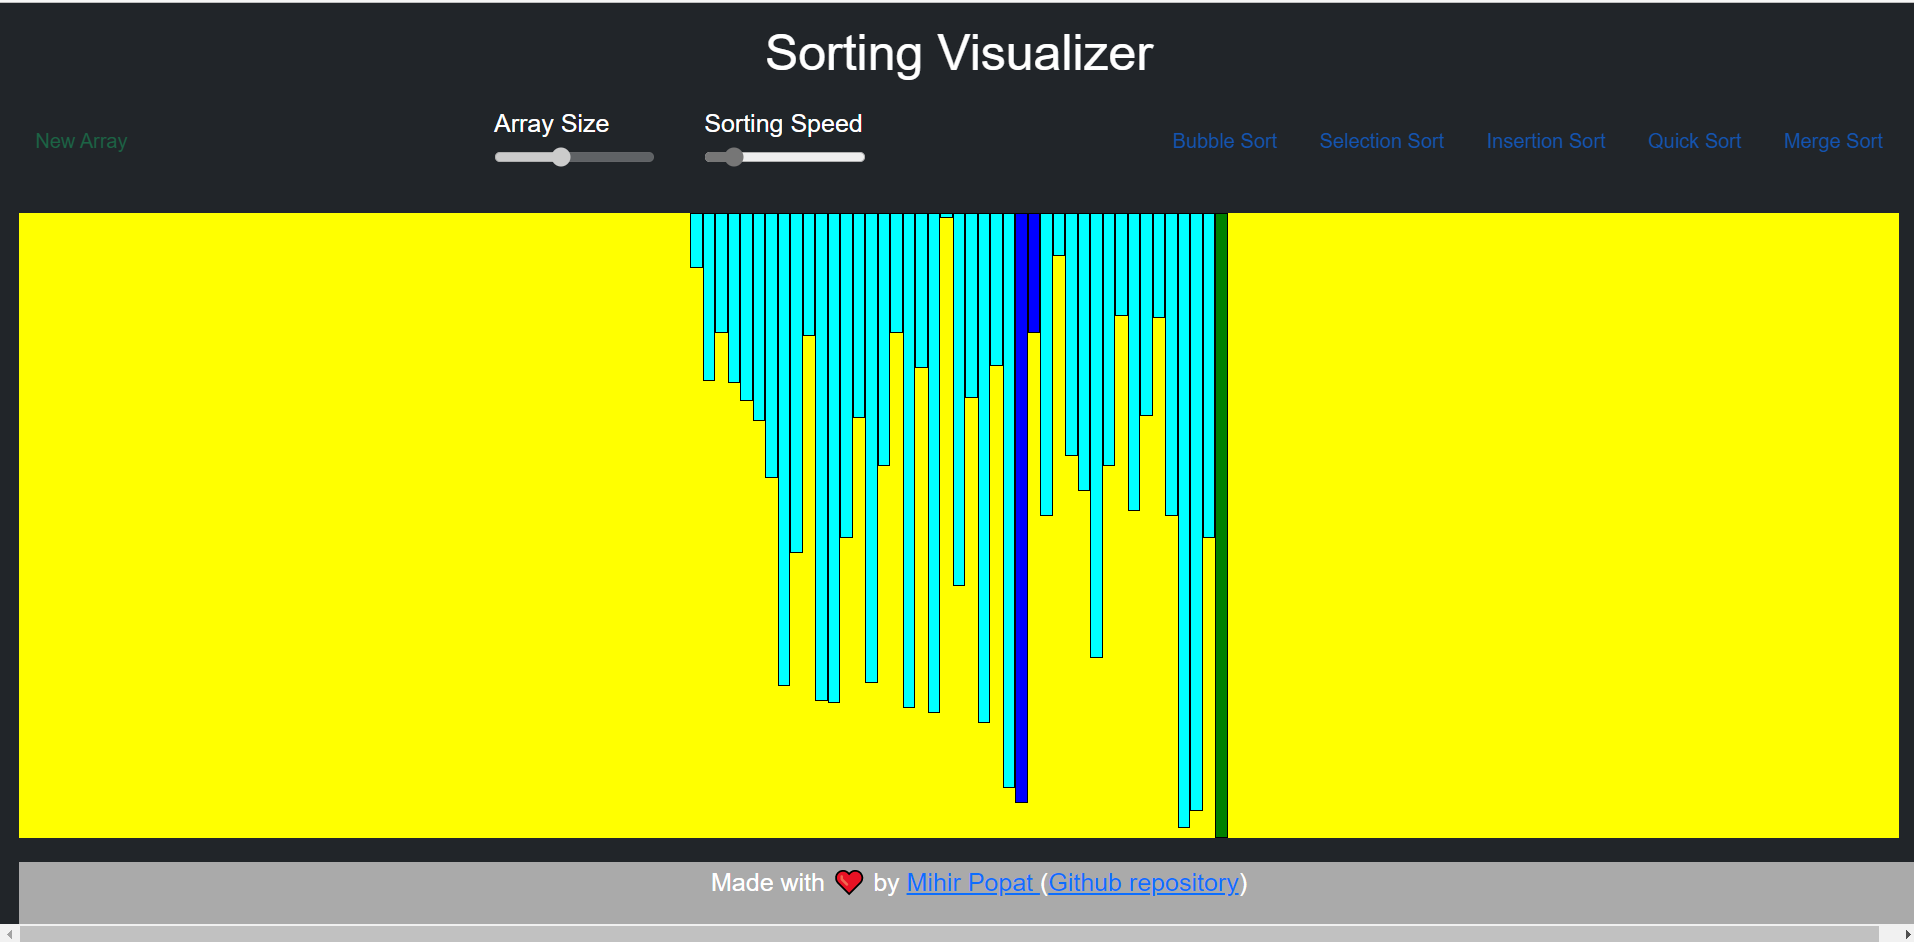 Sorting Visualizer
New Array
Array Size
Sorting Speed
Bubble Sort
Selection Sort
Insertion Sort
Quick Sort
Merge Sort
Made with ❤️ by Mihir Popat (Github repository)